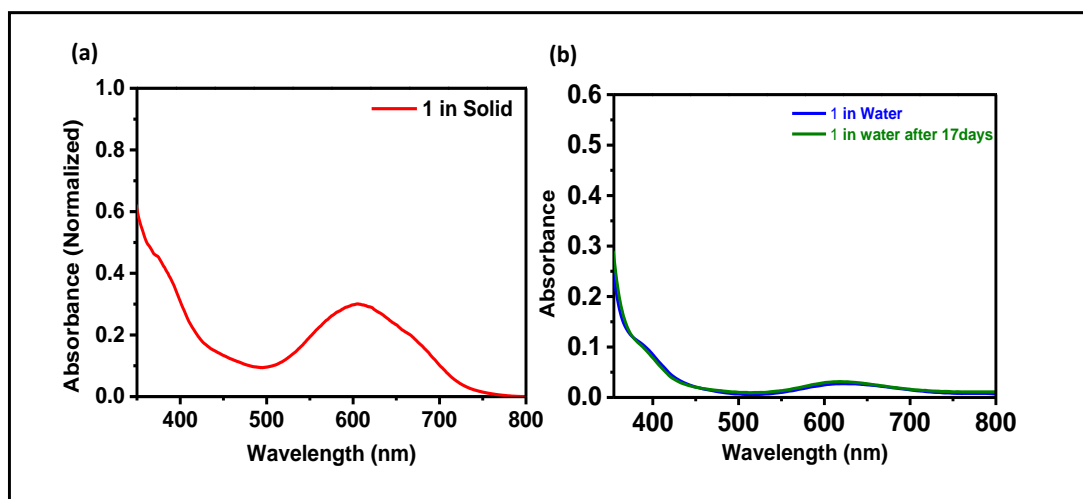 (a)
1 in Solid
Absorbance (Normalized)
1.0
0.8
0.6
0.4
0.2
0.0
400 500 600 700 800
Wavelength (nm)
(b)
1 in Water
1 in water after 17days
Absorbance
0.6
0.5
0.4
0.3
0.2
0.1
0.0
400 500 600 700 800
Wavelength (nm)